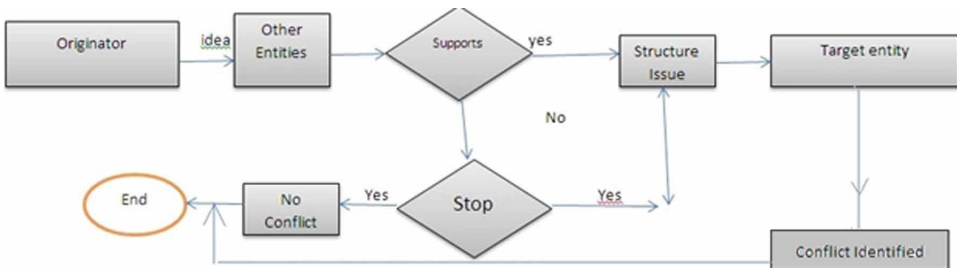 Originator
idea
Other
Entities
Supports
yes
Structure
Issue
Target entity
No
End
No
Conflict
Yes
Stop
Yes
Conflict Identified